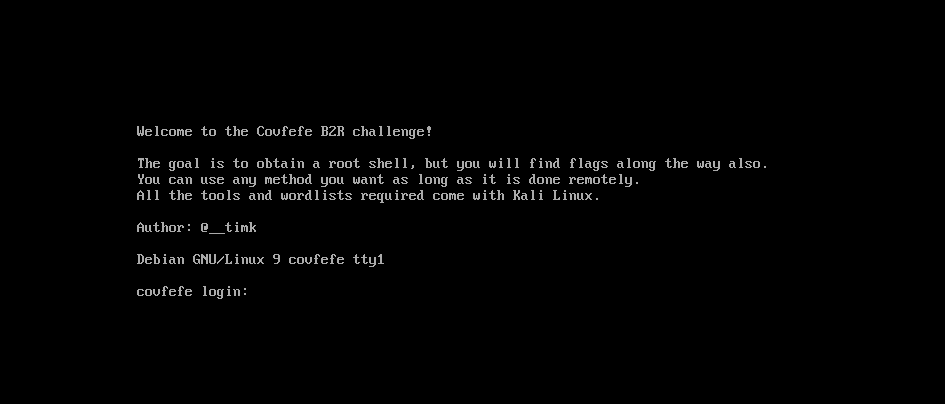 Welcome to the Covfefe B2R challenge!
The goal is to obtain a root shell, but you will find flags along the way also.
You can use any method you want as long as it is done remotely.
All the tools and wordlists required come with Kali Linux.
Author: @__timk
Debian GNU/Linux 9 covfefe tty1
covfefe login: